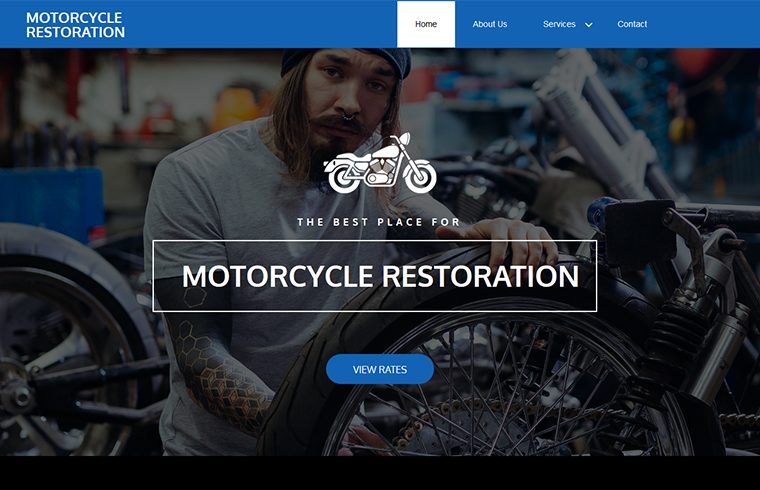 MOTORCYCLE
RESTORATION
Home
About Us
Services
Contact
THE BEST PLACE FOR
MOTORCYCLE RESTORATION
VIEW RATES